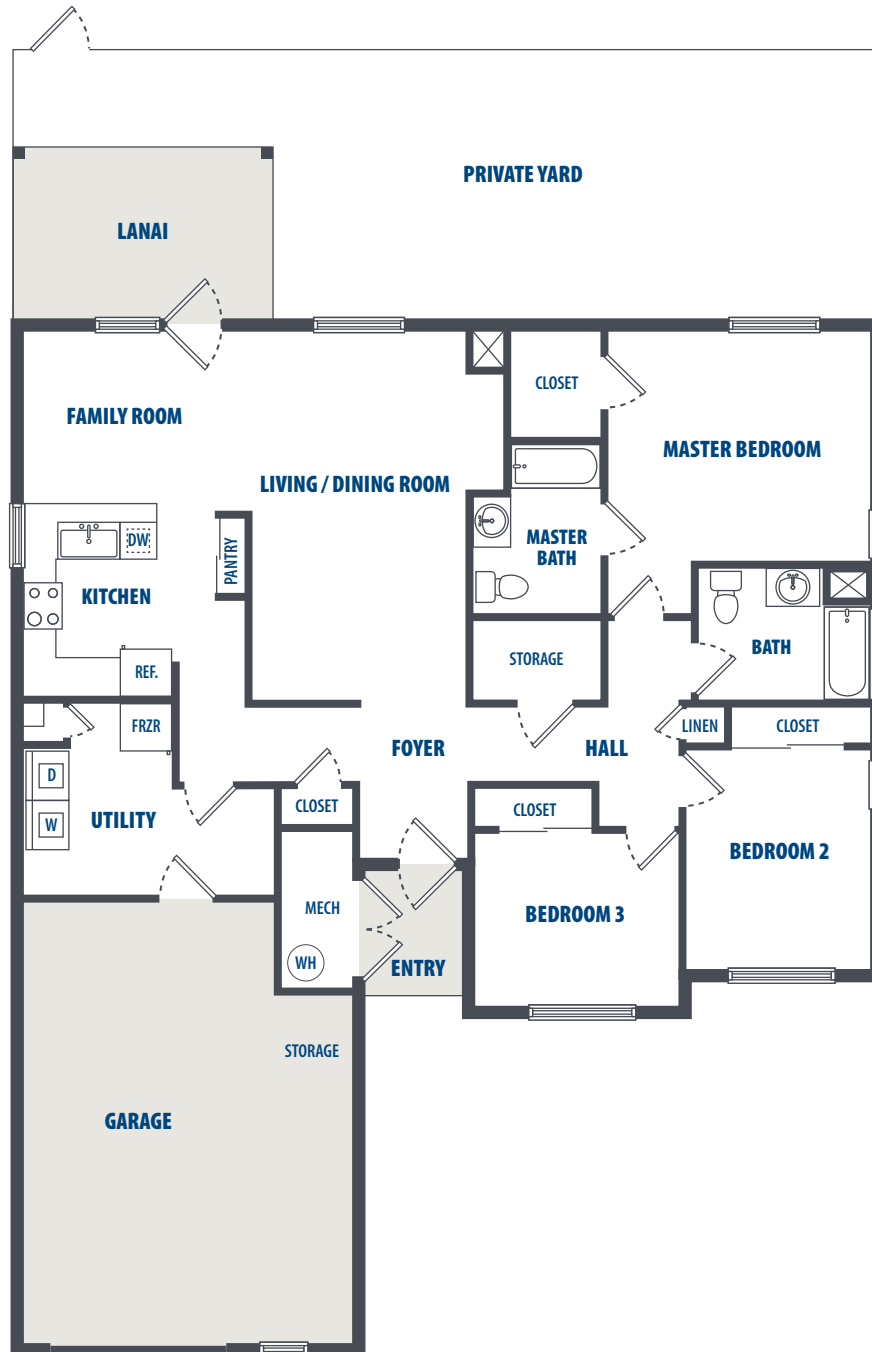 PRIVATE YARD
LANAI
CLOSET
FAMILY ROOM
MASTER BEDROOM
LIVING / DINING ROOM
DW
PANTRY
MASTER
BATH
KITCHEN
BATH
STORAGE
REF.
FRZR
LINEN
CLOSET
FOYER
HALL
D
CLOSET
CLOSET
W
UTILITY
BEDROOM 2
MECH
BEDROOM 3
WH
ENTRY
STORAGE
GARAGE